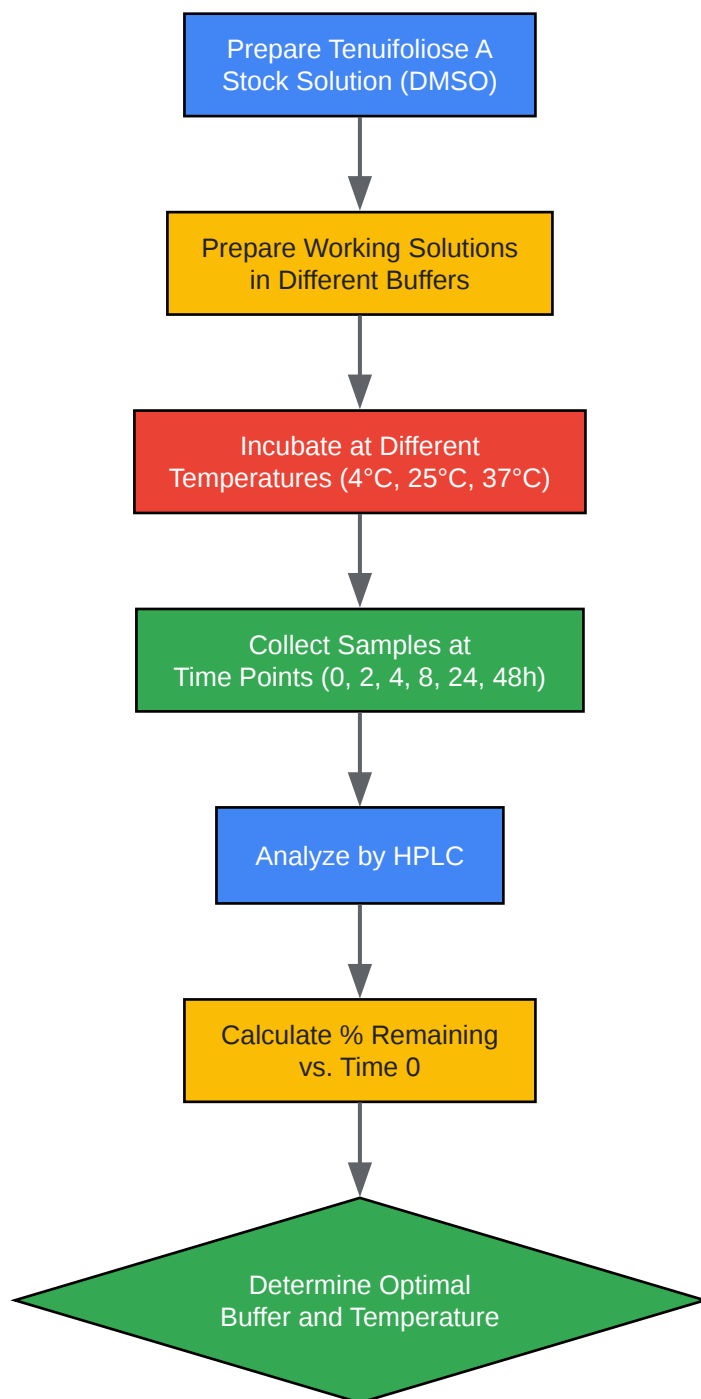 Prepare Tenuifoliose A
Stock Solution (DMSO)
Prepare Working Solutions
in Different Buffers
Incubate at Different
Temperatures (4°C, 25°C, 37°C)
Collect Samples at
Time Points (0, 2, 4, 8, 24, 48h)
Analyze by HPLC
Calculate % Remaining
vs. Time 0
Determine Optimal
Buffer and Temperature